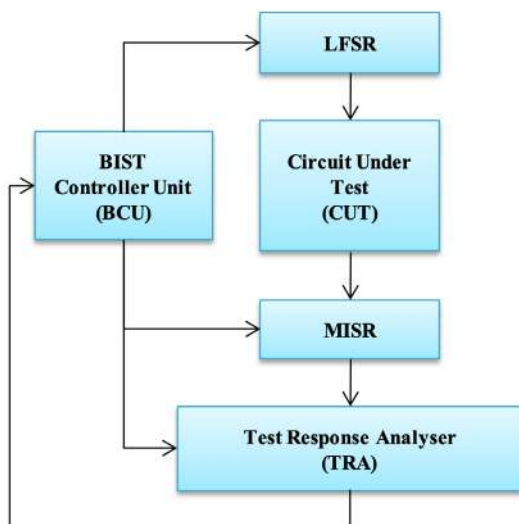 LFSR
BIST
Controller Unit
(BCU)
Circuit Under
Test
(CUT)
MISR
Test Response Analyser
(TRA)